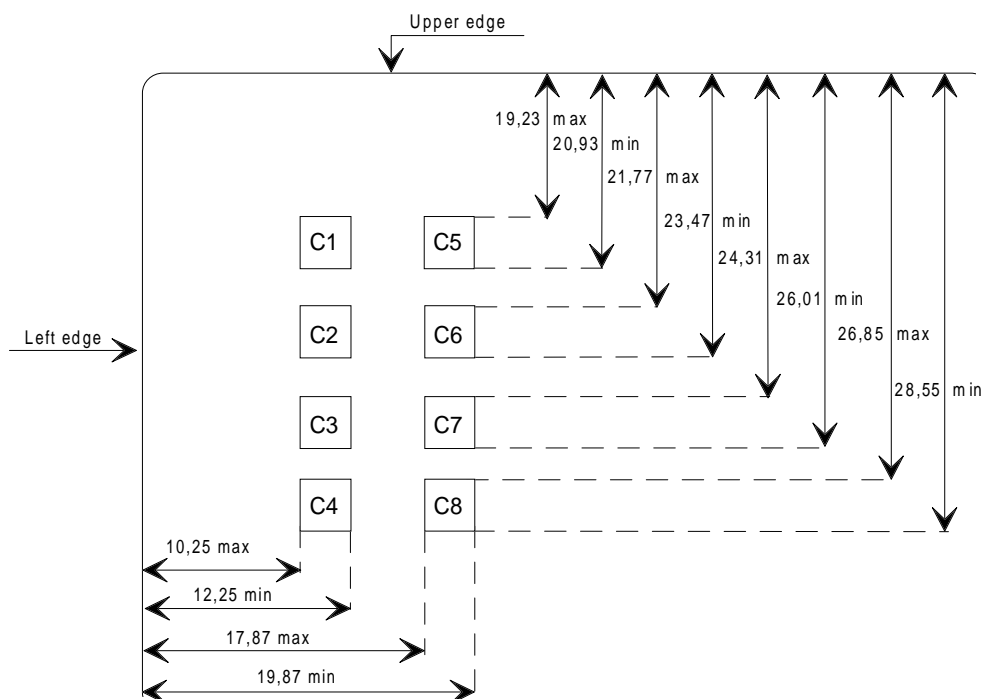 Upper edge
19,23 max
20,93 min
21,77 max
23,47 min
24,31 max
26,01 min
26,85 max
28,55 min
C1 C5
C2 C6
Left edge
C3 C7
C4 C8
10,25 max
12,25 min
17,87 max
19,87 min